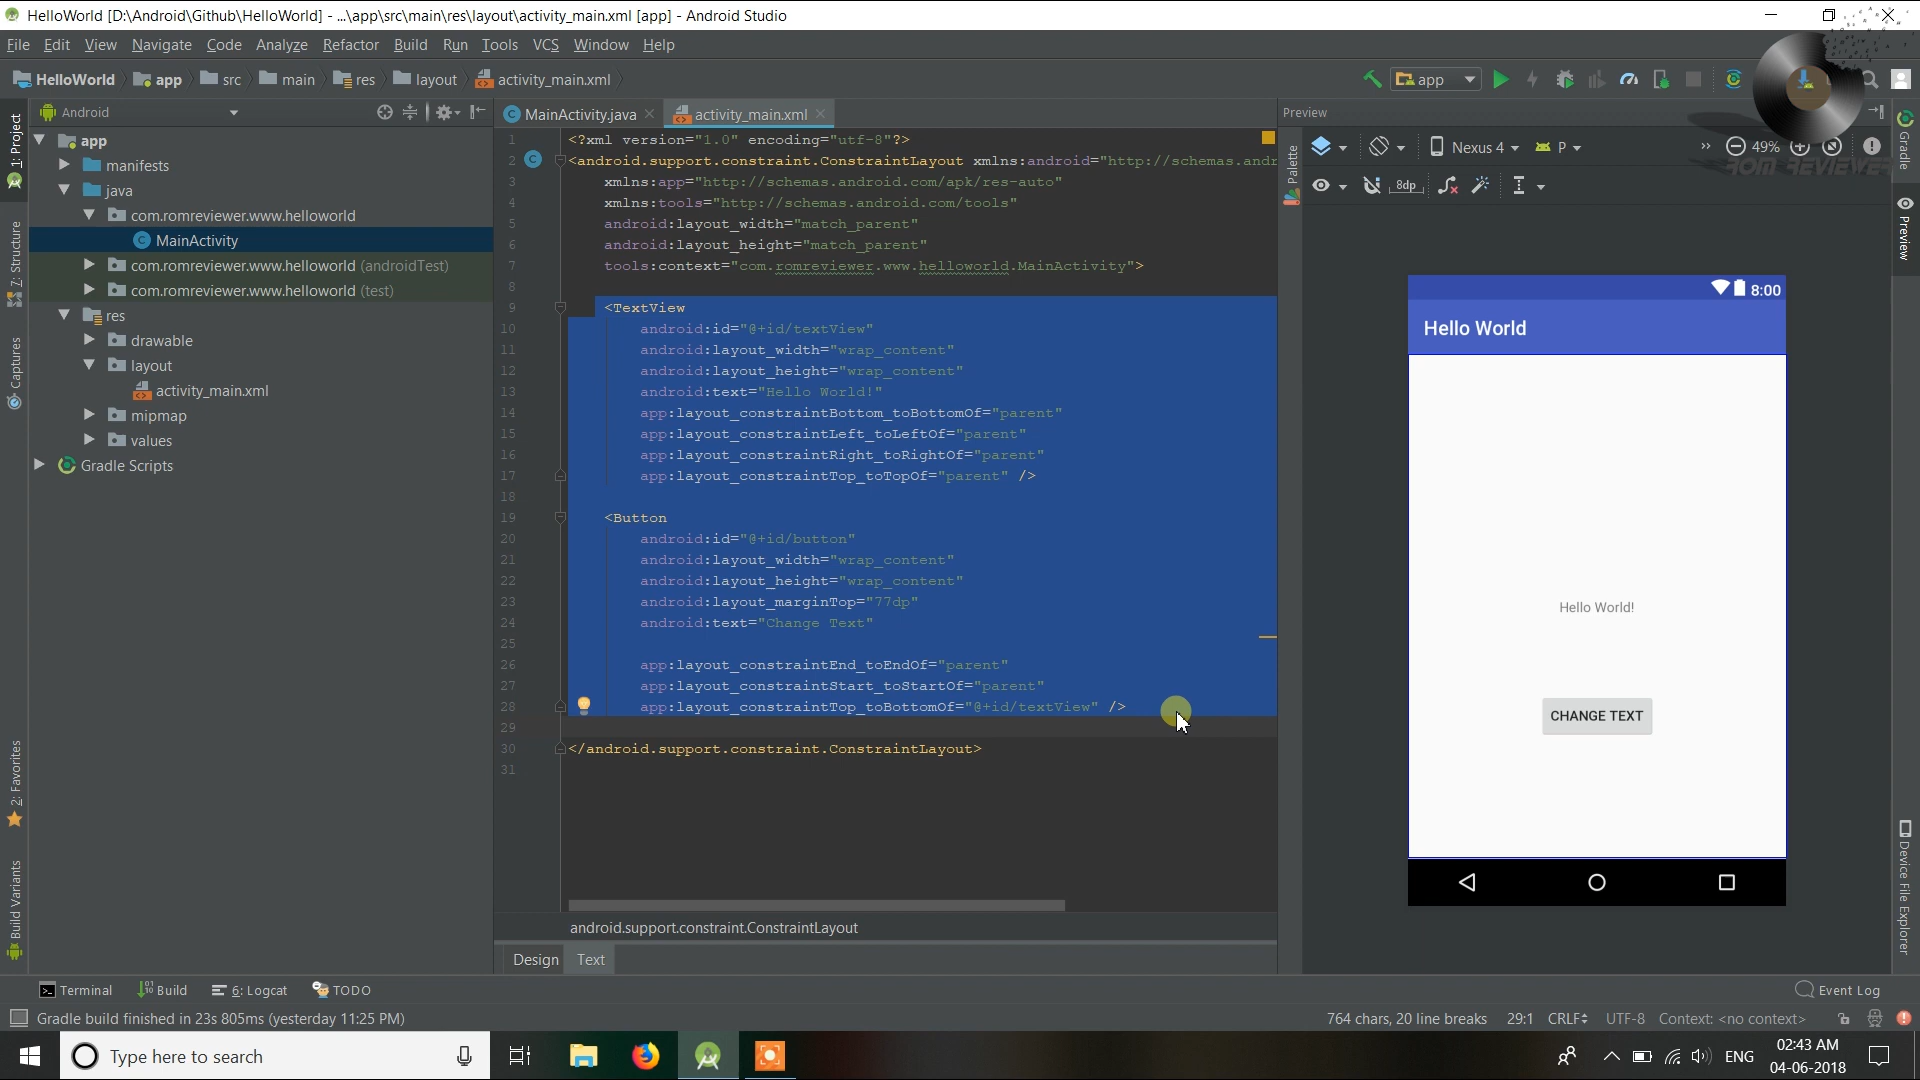 HelloWorld [D:\Android\Github\HelloWorld] - ...\app\src\main\res\layout\activity_main.xml [app] - Android Studio
File Edit View Navigate Code Analyze Refactor Build Run Tools VCS Window Help
HelloWorld app src main res layout activity_main.xml
app
Android
MainActivity.java
activity_main.xml
Preview
1: Project
7: Structure
Captures
2: Favorites
Build Variants
app
manifests
java
com.romreviewer.www.helloworld
MainActivity
com.romreviewer.www.helloworld (androidTest)
com.romreviewer.www.helloworld (test)
res
drawable
layout
activity_main.xml
mipmap
values
Gradle Scripts
1 <?xml version="1.0" encoding="utf-8"?>
2 <android.support.constraint.ConstraintLayout xmlns:android="http://schemas.andr
3 xmlns:app="http://schemas.android.com/apk/res-auto"
4 xmlns:tools="http://schemas.android.com/tools"
5 android:layout_width="match_parent"
6 android:layout_height="match_parent"
7 tools:context="com.romreviewer.www.helloworld.MainActivity">
8
9 <TextView
10 android:id="@+id/textView"
11 android:layout_width="wrap_content"
12 android:layout_height="wrap_content"
13 android:text="Hello World!"
14 app:layout_constraintBottom_toBottomOf="parent"
15 app:layout_constraintLeft_toLeftOf="parent"
16 app:layout_constraintRight_toRightOf="parent"
17 app:layout_constraintTop_toTopOf="parent" />
18
19 <Button
20 android:id="@+id/button"
21 android:layout_width="wrap_content"
22 android:layout_height="wrap_content"
23 android:layout_marginTop="77dp"
24 android:text="Change Text"
25
26 app:layout_constraintEnd_toEndOf="parent"
27 app:layout_constraintStart_toStartOf="parent"
28 app:layout_constraintTop_toBottomOf="@+id/textView" />
29
30 </android.support.constraint.ConstraintLayout>
31
android.support.constraint.ConstraintLayout
Design Text
Palette
Nexus 4 P 49%
8dp
ROM REVIEWER
8:00
Hello World
Hello World!
CHANGE TEXT
Gradle
Preview
Device File Explorer
Terminal Build 6: Logcat TODO Event Log
Gradle build finished in 23s 805ms (yesterday 11:25 PM) 764 chars, 20 line breaks 29:1 CRLF UTF-8 Context: <no context>
Type here to search
ENG
02:43 AM
04-06-2018